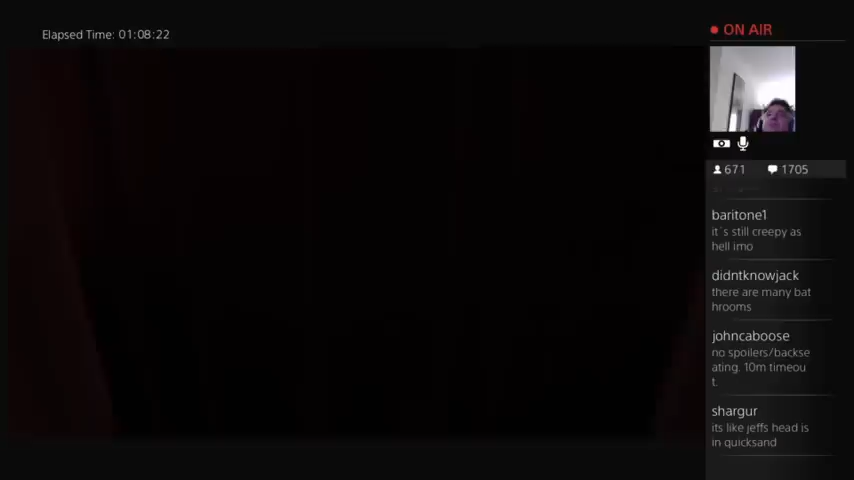 Elapsed Time: 01:08:22
ON AIR
671 1705
baritone1
it´s still creepy as
hell imo
didntknowjack
there are many bat
hrooms
johncaboose
no spoilers/backse
ating. 10m timeou
t.
shargur
its like jeffs head is
in quicksand